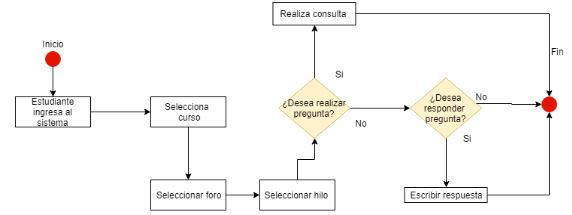 Inicio
Estudiante
ingresa al
sistema
Selecciona
curso
Seleccionar foro
Seleccionar hilo
¿Desea realizar
pregunta?
Si
Realiza consulta
No
¿Desea
responder
pregunta?
No
Si
Escribir respuesta
Fin